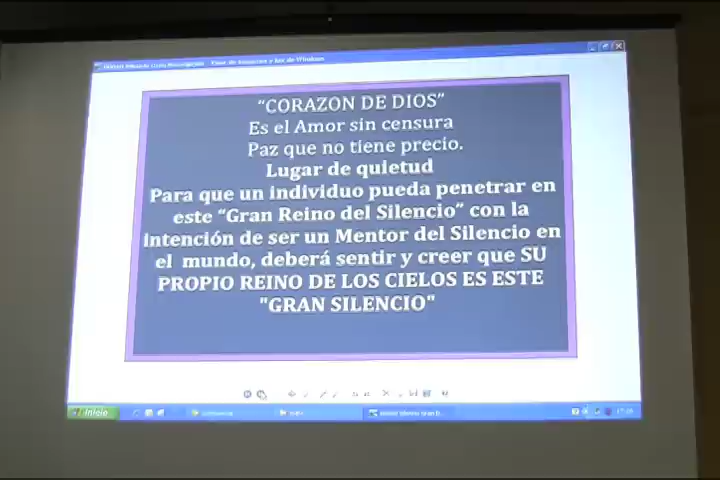 "CORAZON DE DIOS"
Es el Amor sin censura
Paz que no tiene precio.
Lugar de quietud
Para que un individuo pueda penetrar en
este "Gran Reino del Silencio" con la
intención de ser un Mentor del Silencio en
el mundo, deberá sentir y creer que SU
PROPIO REINO DE LOS CIELOS ES ESTE
"GRAN SILENCIO"
Inicio